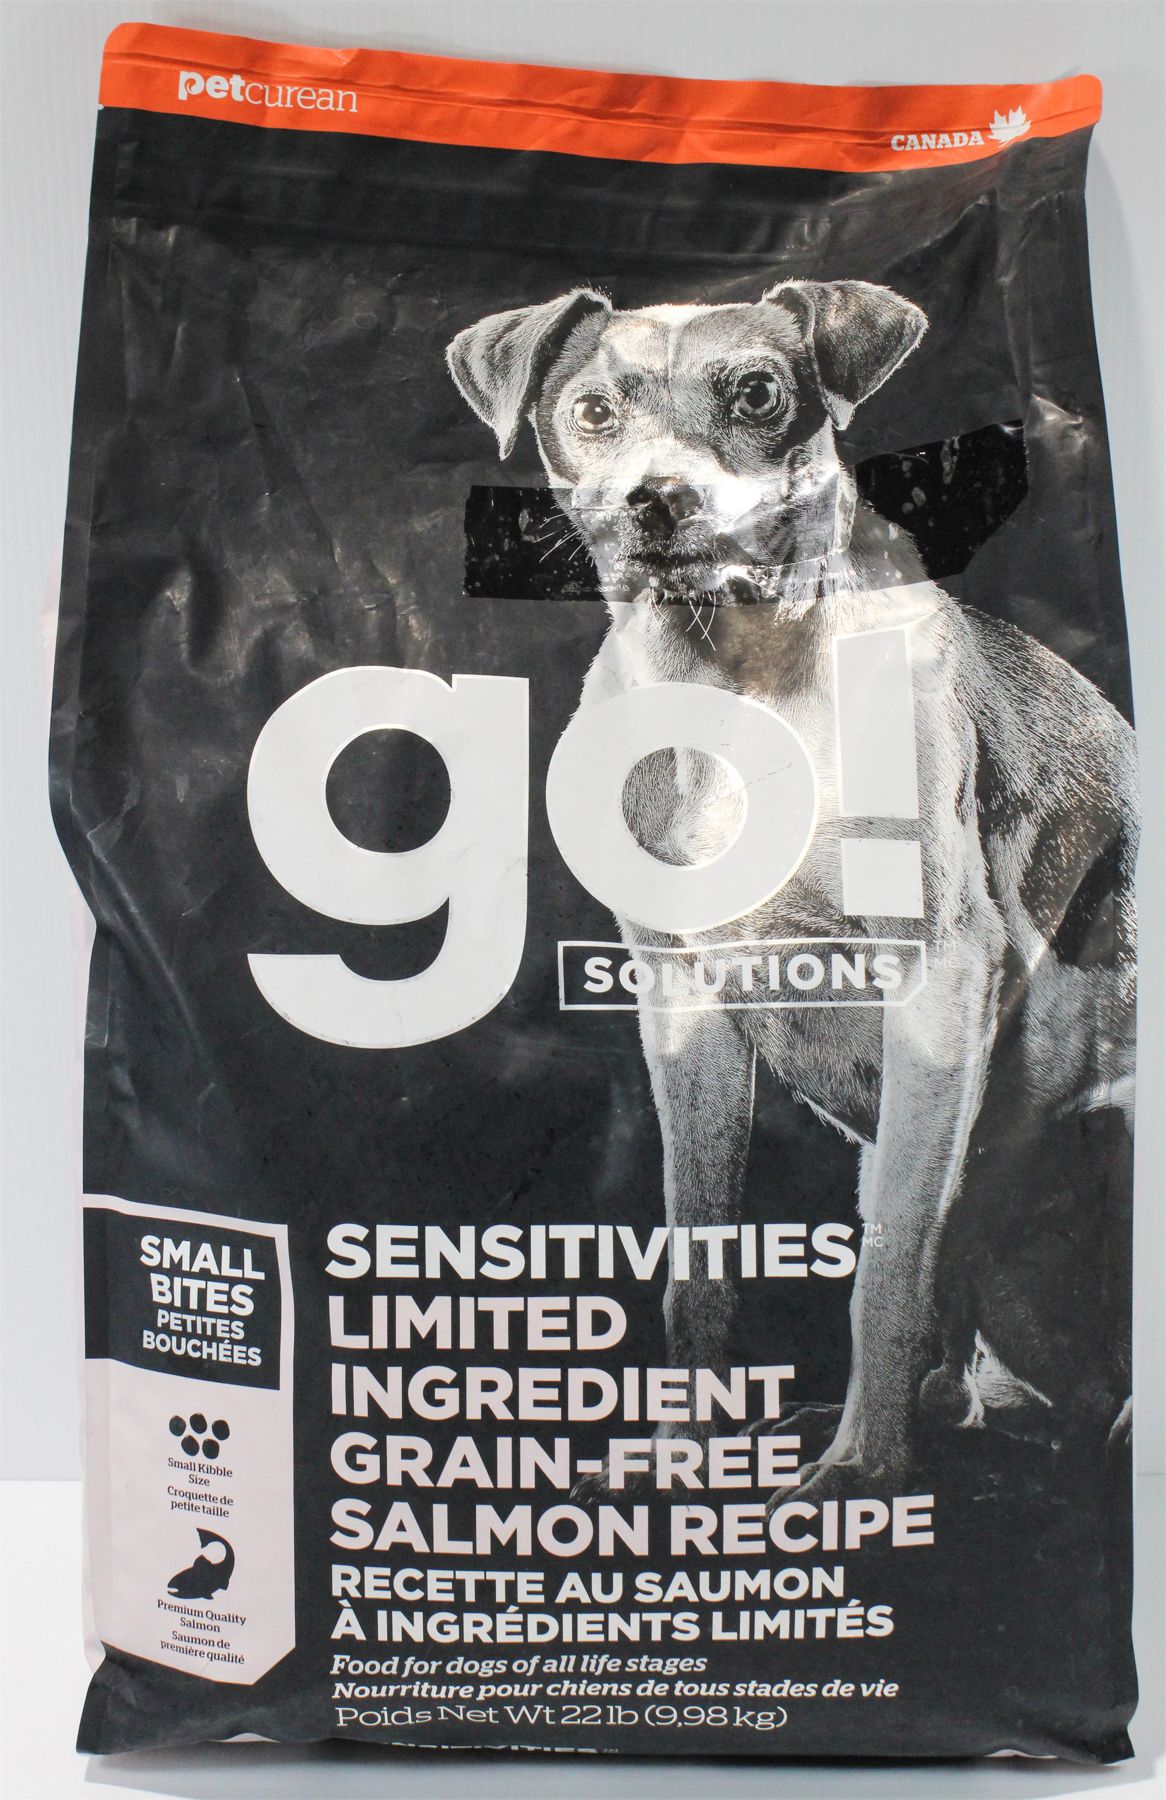 petcurean
CANADA
go!
SOLUTIONS
TM
MC
SMALL
BITES
PETITES
BOUCHÉES
Small Kibble
Size
Croquette de
petite taille
Premium Quality
Salmon
Saumon de
première qualité
SENSITIVITIES TM
MC
LIMITED
INGREDIENT
GRAIN-FREE
SALMON RECIPE
RECETTE AU SAUMON
À INGRÉDIENTS LIMITÉS
Food for dogs of all life stages
Nourriture pour chiens de tous stades de vie
Poids Net Wt 22 lb (9,98 kg)